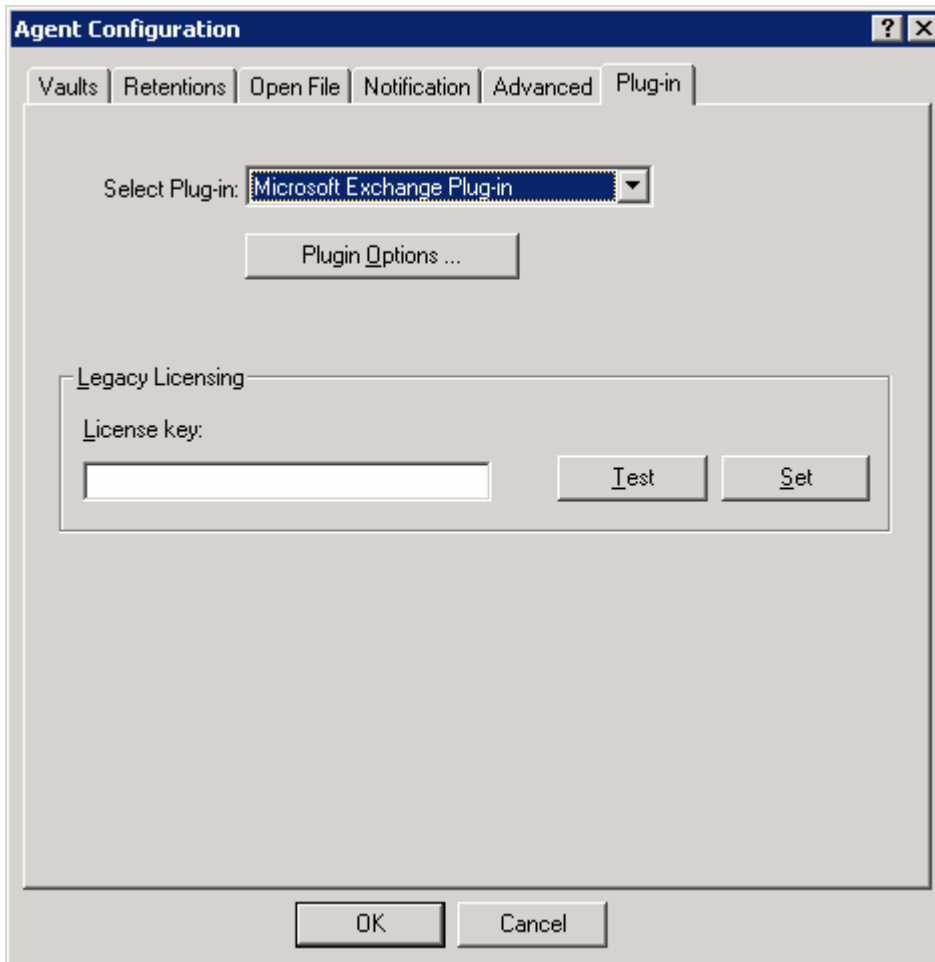 Agent Configuration
Vaults Retentions Open File Notification Advanced Plug-in
Select Plug-in: Microsoft Exchange Plug-in
Plugin Options ...
Legacy Licensing
License key:
Test Set
OK Cancel